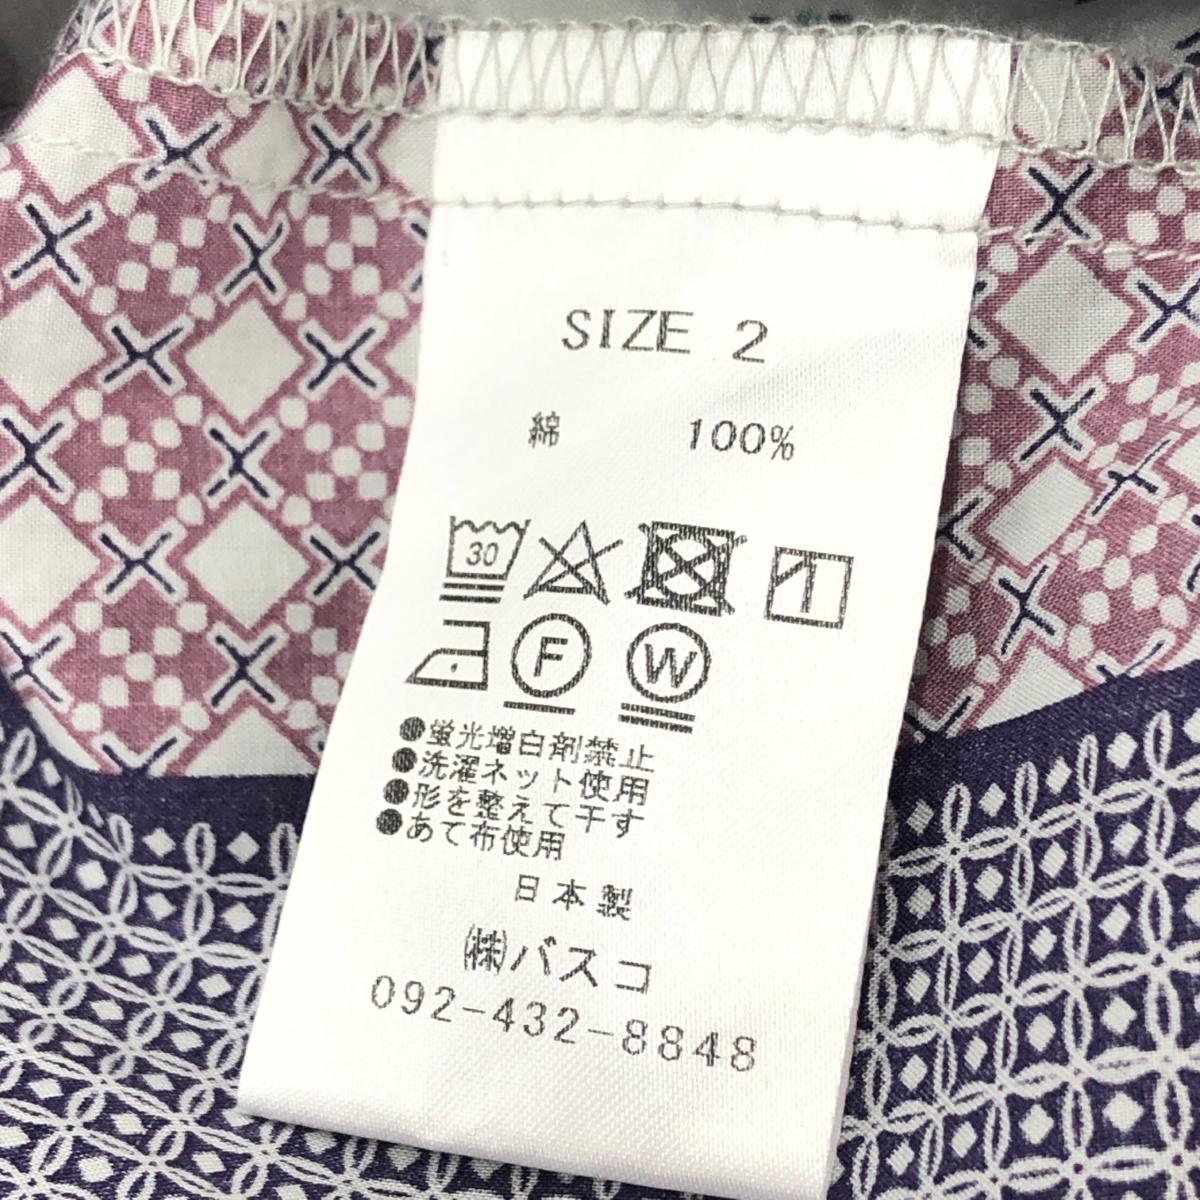 SIZE 2
綿 100%
30
F W
●蛍光増白剤禁止
●洗濯ネット使用
●形を整えて干す
●あて布使用
日本製
㈱バスコ
092-432-8848